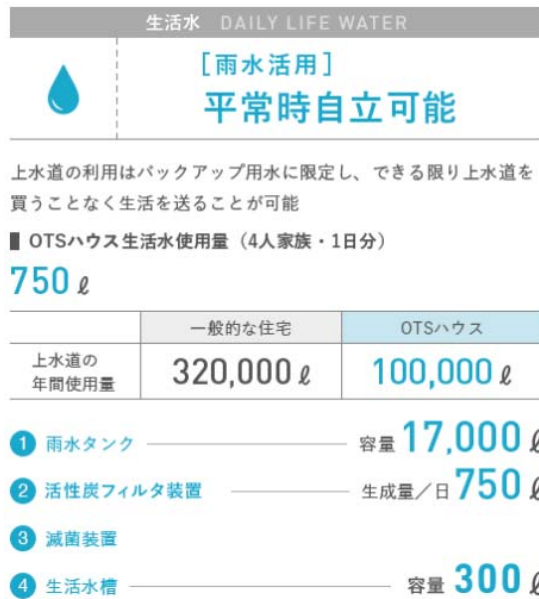 生活水 DAILY LIFE WATER
［雨水活用］
平常時自立可能
上水道の利用はバックアップ用水に限定し、できる限り上水道を
買うことなく生活を送ることが可能
■ OTSハウス生活水使用量（4人家族・1日分）
750 ℓ
一般的な住宅 OTSハウス
上水道の
年間使用量 320,000 ℓ 100,000 ℓ
1 雨水タンク 容量 17,000 ℓ
2 活性炭フィルタ装置 生成量／日 750 ℓ
3 滅菌装置
4 生活水槽 容量 300 ℓ